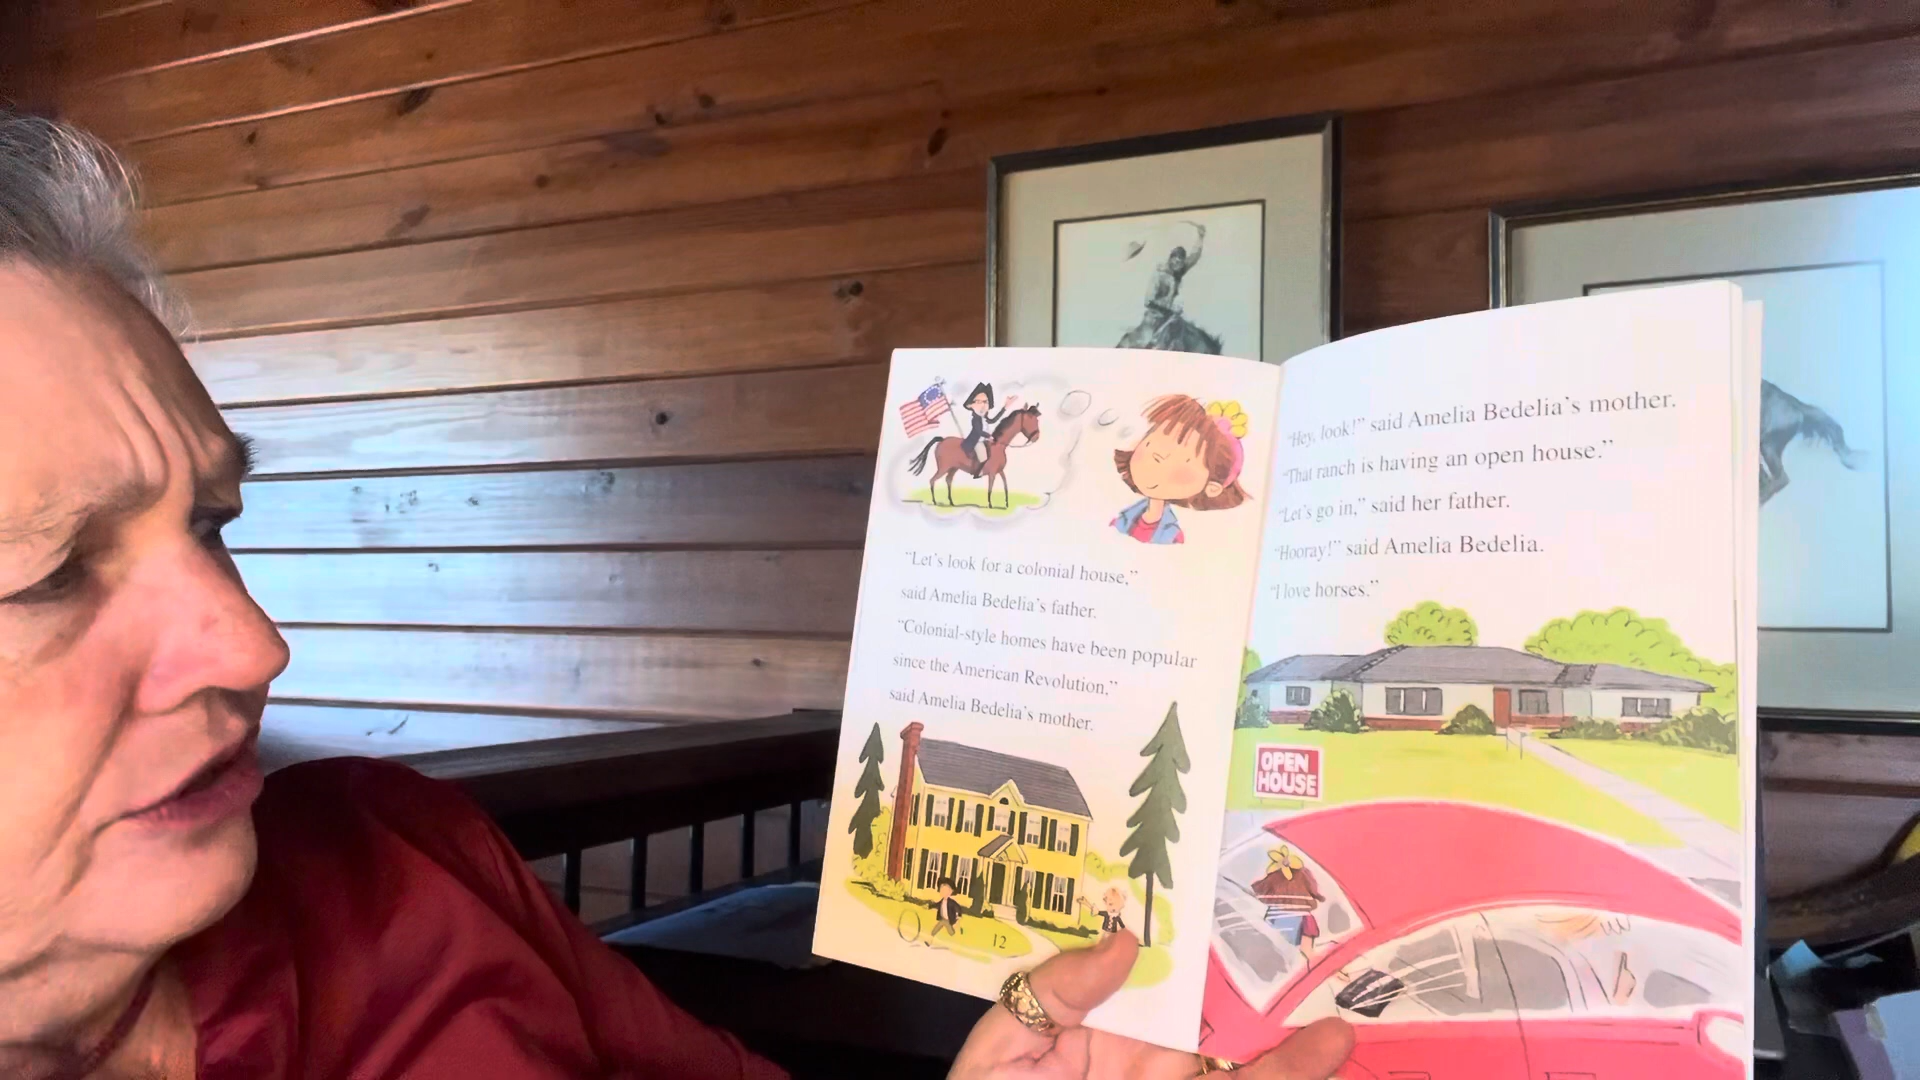 "Let's look for a colonial house,"
said Amelia Bedelia's father.
"Colonial-style homes have been popular
since the American Revolution,"
said Amelia Bedelia's mother.
12
"Hey, look!" said Amelia Bedelia's mother.
"That ranch is having an open house."
"Let's go in," said her father.
"Hooray!" said Amelia Bedelia.
"I love horses."
OPEN
HOUSE